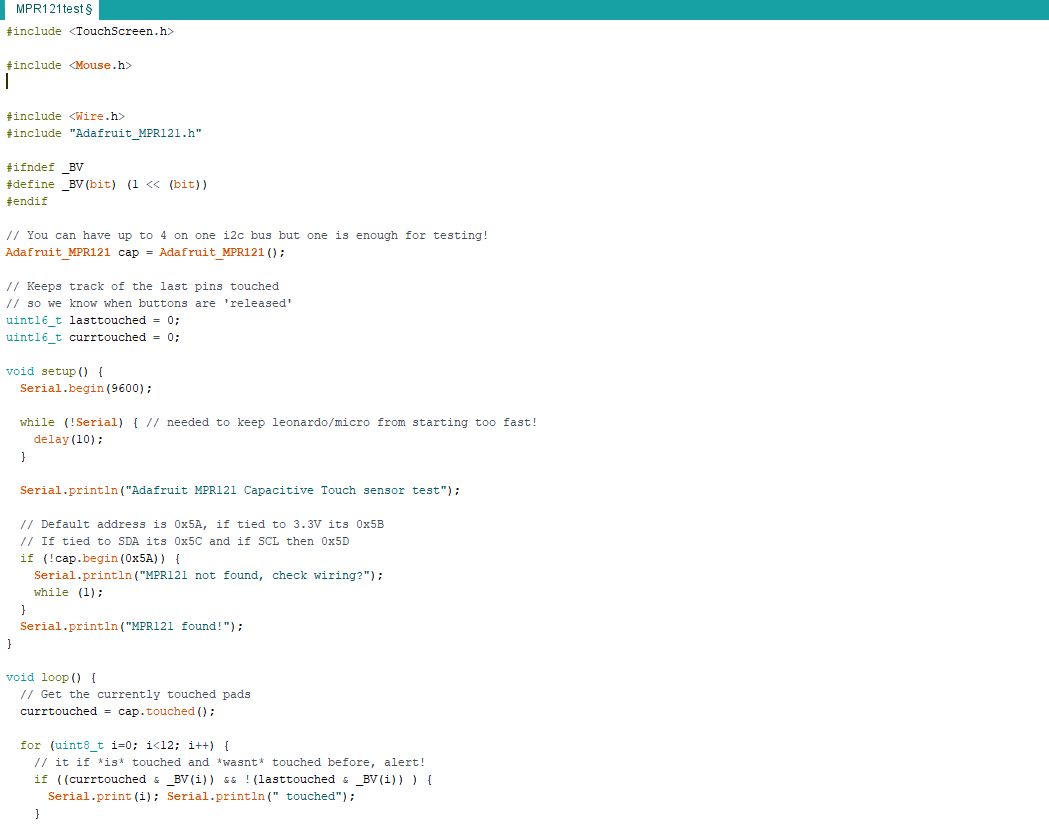 MPR121test§
#include <TouchScreen.h>
#include <Mouse.h>
#include <Wire.h>
#include "Adafruit_MPR121.h"
#ifndef _BV
#define _BV(bit) (1 << (bit))
#endif
// You can have up to 4 on one i2c bus but one is enough for testing!
Adafruit_MPR121 cap = Adafruit_MPR121();
// Keeps track of the last pins touched
// so we know when buttons are 'released'
uint16_t lasttouched = 0;
uint16_t currtouched = 0;
void setup() {
  Serial.begin(9600);
  while (!Serial) { // needed to keep leonardo/micro from starting too fast!
    delay(10);
  }
  Serial.println("Adafruit MPR121 Capacitive Touch sensor test");
  // Default address is 0x5A, if tied to 3.3V its 0x5B
  // If tied to SDA its 0x5C and if SCL then 0x5D
  if (!cap.begin(0x5A)) {
    Serial.println("MPR121 not found, check wiring?");
    while (1);
  }
  Serial.println("MPR121 found!");
}
void loop() {
  // Get the currently touched pads
  currtouched = cap.touched();
  for (uint8_t i=0; i<12; i++) {
    // it if *is* touched and *wasnt* touched before, alert!
    if ((currtouched & _BV(i)) && !(lasttouched & _BV(i)) ) {
      Serial.print(i); Serial.println(" touched");
    }